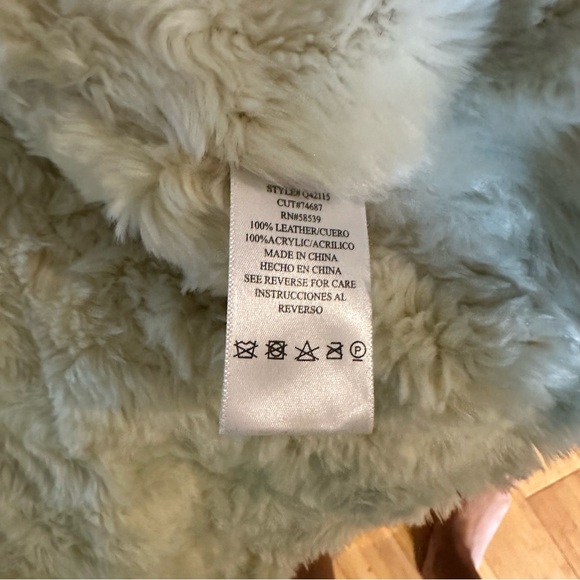 STYLE# Q42115
CUT#74687
RN#58539
100% LEATHER/CUERO
100%ACRYLIC/ACRILICO
MADE IN CHINA
HECHO EN CHINA
SEE REVERSE FOR CARE
INSTRUCCIONES AL
REVERSO
P